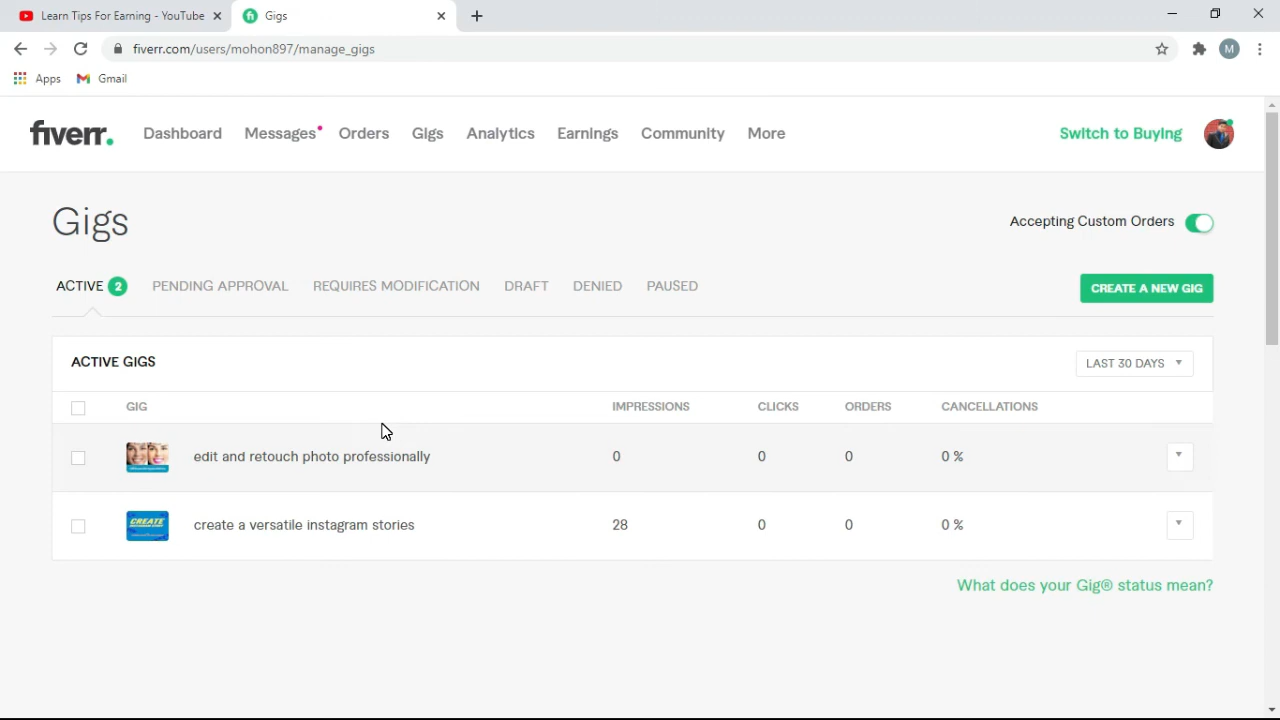 Learn Tips For Earning - YouTube
Gigs
fiverr.com/users/mohon897/manage_gigs
M
Apps
Gmail
fiverr.
Dashboard
Messages
Orders
Gigs
Analytics
Earnings
Community
More
Switch to Buying
Gigs
Accepting Custom Orders
ACTIVE 2
PENDING APPROVAL
REQUIRES MODIFICATION
DRAFT
DENIED
PAUSED
CREATE A NEW GIG
ACTIVE GIGS
LAST 30 DAYS
GIG
IMPRESSIONS
CLICKS
ORDERS
CANCELLATIONS
edit and retouch photo professionally
0
0
0
0 %
CREATE
create a versatile instagram stories
28
0
0
0 %
What does your Gig® status mean?